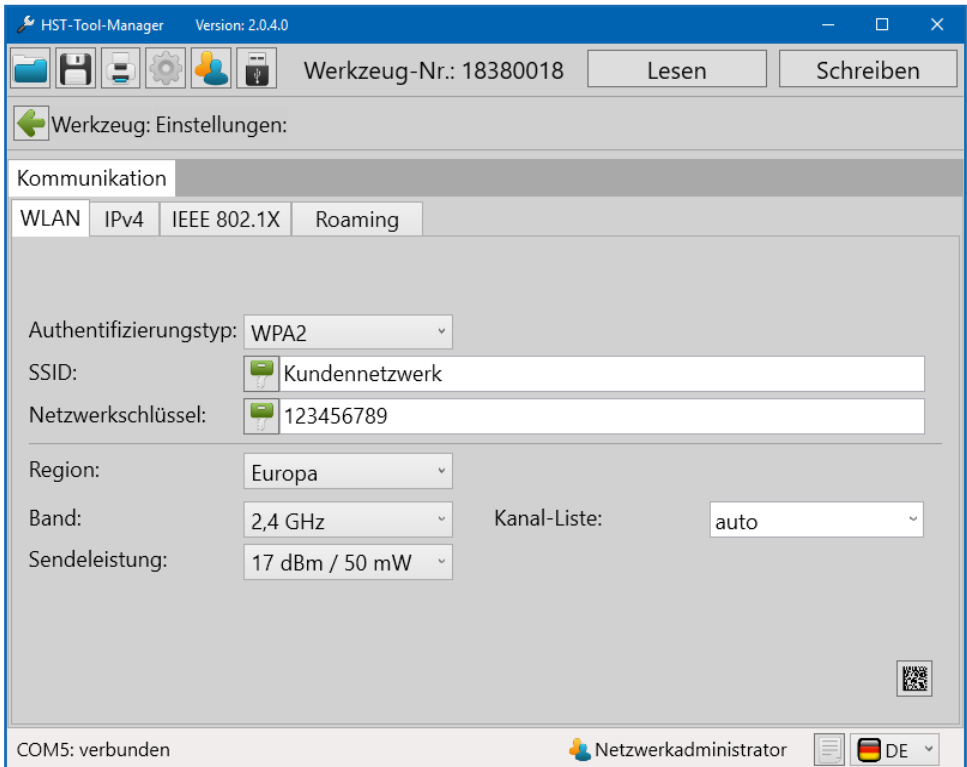 HST-Tool-Manager Version: 2.0.4.0
Werkzeug-Nr.: 18380018 Lesen Schreiben
Werkzeug: Einstellungen:
Kommunikation
WLAN IPv4 IEEE 802.1X Roaming
Authentifizierungstyp: WPA2
SSID: Kundennetzwerk
Netzwerkschlüssel: 123456789
Region: Europa
Band: 2,4 GHz Kanal-Liste: auto
Sendeleistung: 17 dBm / 50 mW
COM5: verbunden Netzwerkadministrator DE